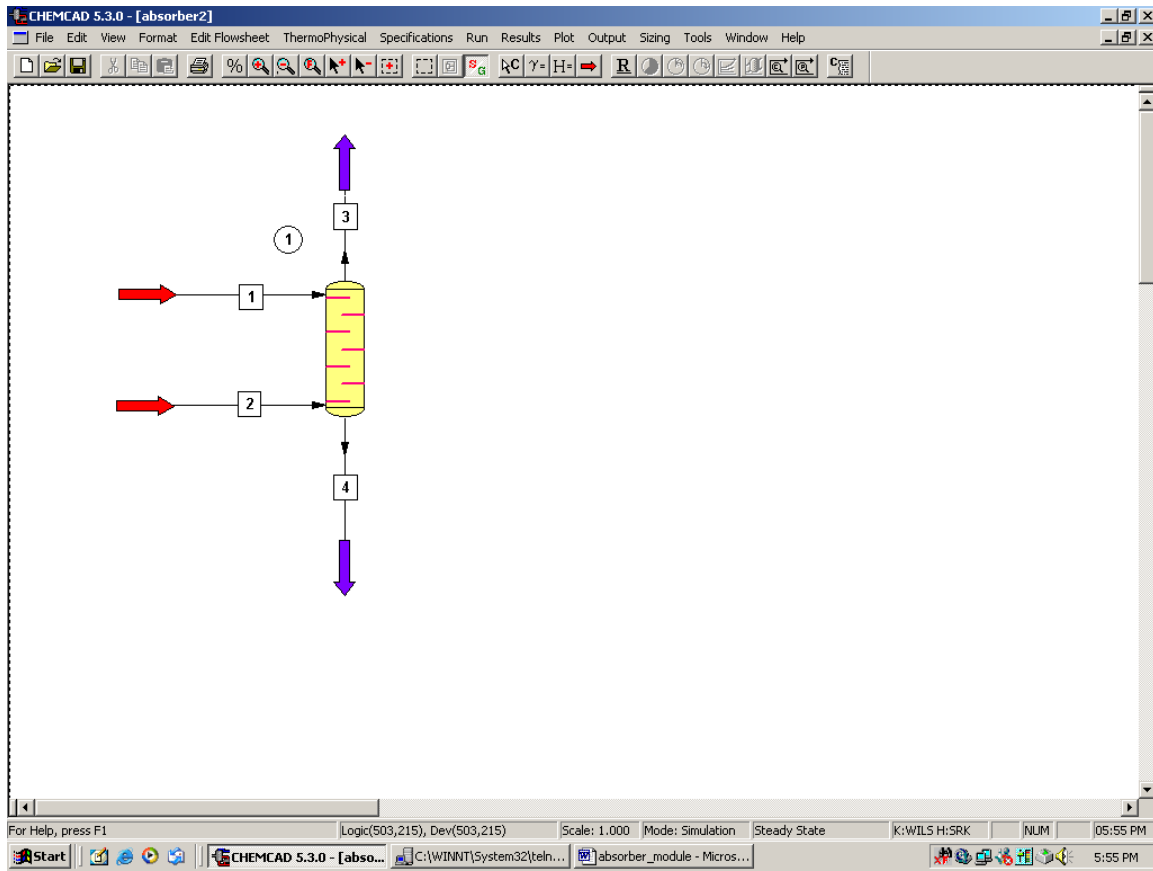 CHEMCAD 5.3.0 - [absorber2]
File Edit View Format Edit Flowsheet ThermoPhysical Specifications Run Results Plot Output Sizing Tools Window Help
% S G C γ= H= R C
3
1
1
2
4
For Help, press F1 Logic(503,215), Dev(503,215) Scale: 1.000 Mode: Simulation Steady State K:WILS H:SRK NUM 05:55 PM
Start CHEMCAD 5.3.0 - [abso... C:\WINNT\System32\teln... absorber_module - Micros... 5:55 PM